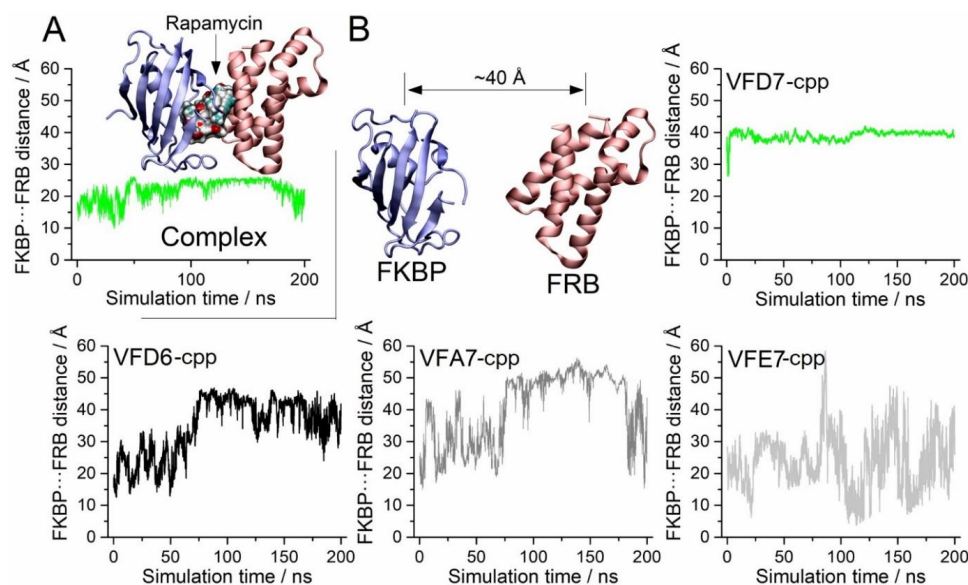 A
Rapamycin
FKBP···FRB distance / Å
60
50
40
30
20
10
0
Complex
0
100
200
Simulation time / ns
B
~40 Å
FKBP
FRB
VFD7-cpp
FKBP···FRB distance / Å
60
50
40
30
20
10
0
0
50
100
150
200
Simulation time / ns
VFD6-cpp
FKBP···FRB distance / Å
60
50
40
30
20
10
0
0
50
100
150
200
Simulation time / ns
VFA7-cpp
FKBP···FRB distance / Å
60
50
40
30
20
10
0
0
50
100
150
200
Simulation time / ns
VFE7-cpp
FKBP···FRB distance / Å
60
50
40
30
20
10
0
0
50
100
150
200
Simulation time / ns